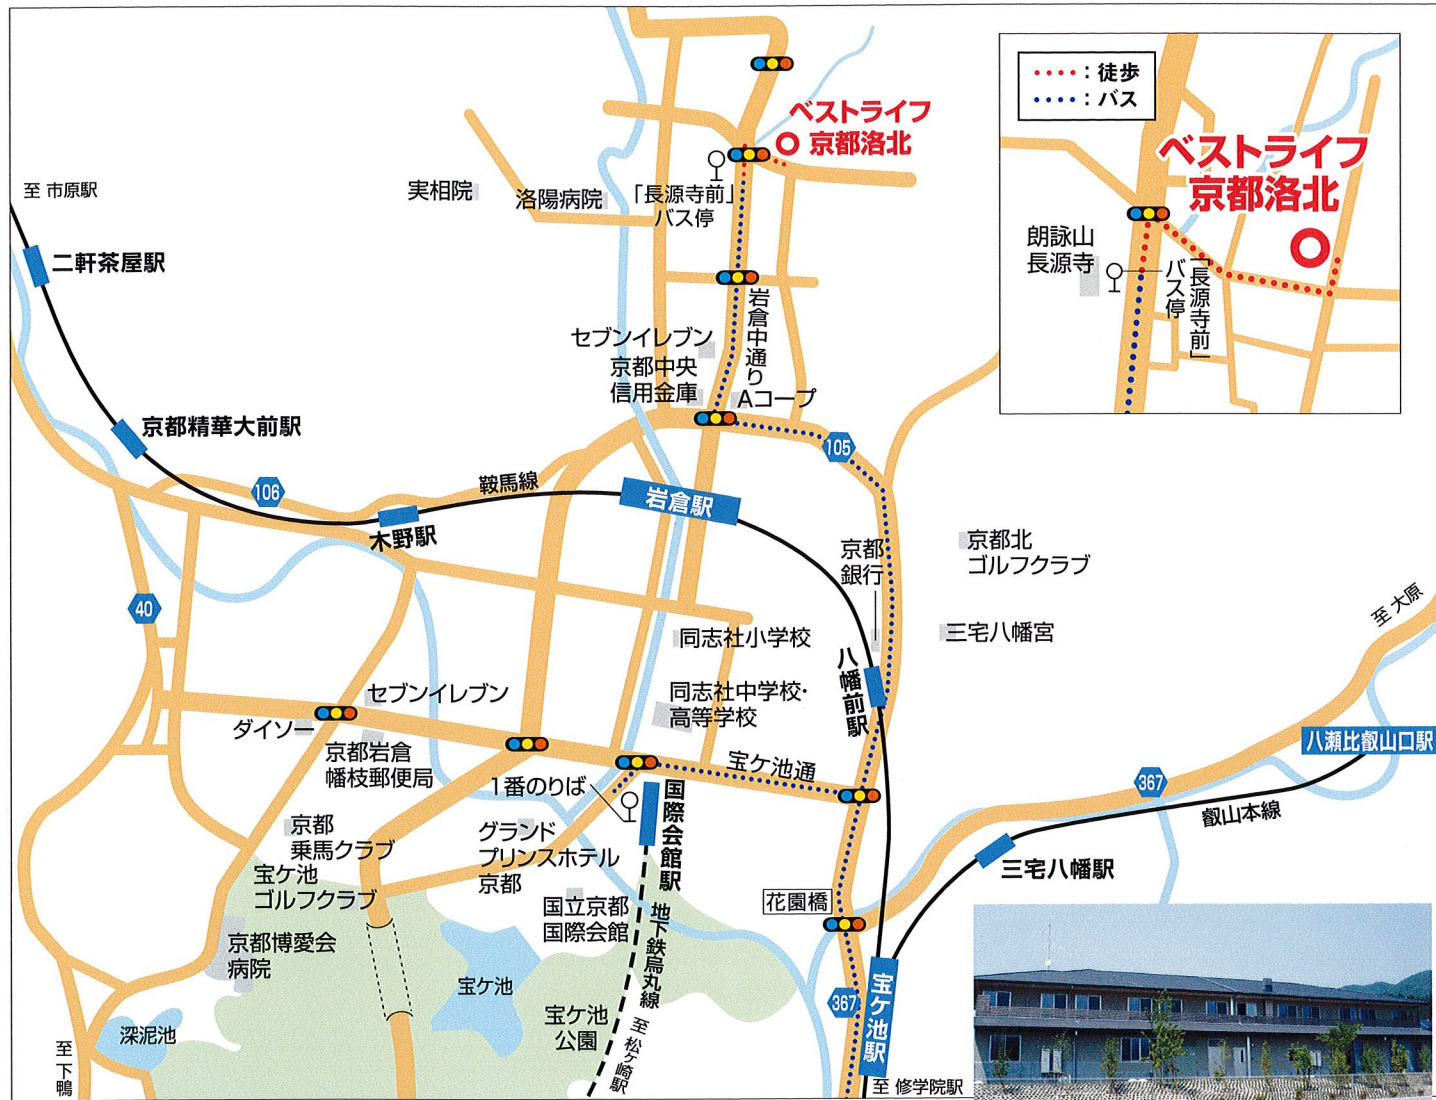 ベストライフ
京都洛北
至 市原駅
実相院
洛陽病院
「長源寺前」
バス停
二軒茶屋駅
岩倉中通り
セブンイレブン
京都中央
信用金庫
Aコープ
京都精華大前駅
105
106
鞍馬線
岩倉駅
木野駅
京都
銀行
京都北
ゴルフクラブ
40
至 大原
同志社小学校
三宅八幡宮
八幡前駅
セブンイレブン
同志社中学校・
高等学校
ダイソー
京都岩倉
幡枝郵便局
宝ケ池通
八瀬比叡山口駅
1番のりば
国際会館駅
367
叡山本線
京都
乗馬クラブ
グランド
プリンスホテル
京都
三宅八幡駅
宝ケ池
ゴルフクラブ
国立京都
国際会館
花園橋
地下鉄烏丸線
京都博愛会
病院
宝ケ池
宝ケ池
公園
367
宝ケ池駅
深泥池
至 下鴨
至 松ヶ崎駅
至 修学院駅
：徒歩
：バス
ベストライフ
京都洛北
朗詠山
長源寺
「長源寺前」
バス停